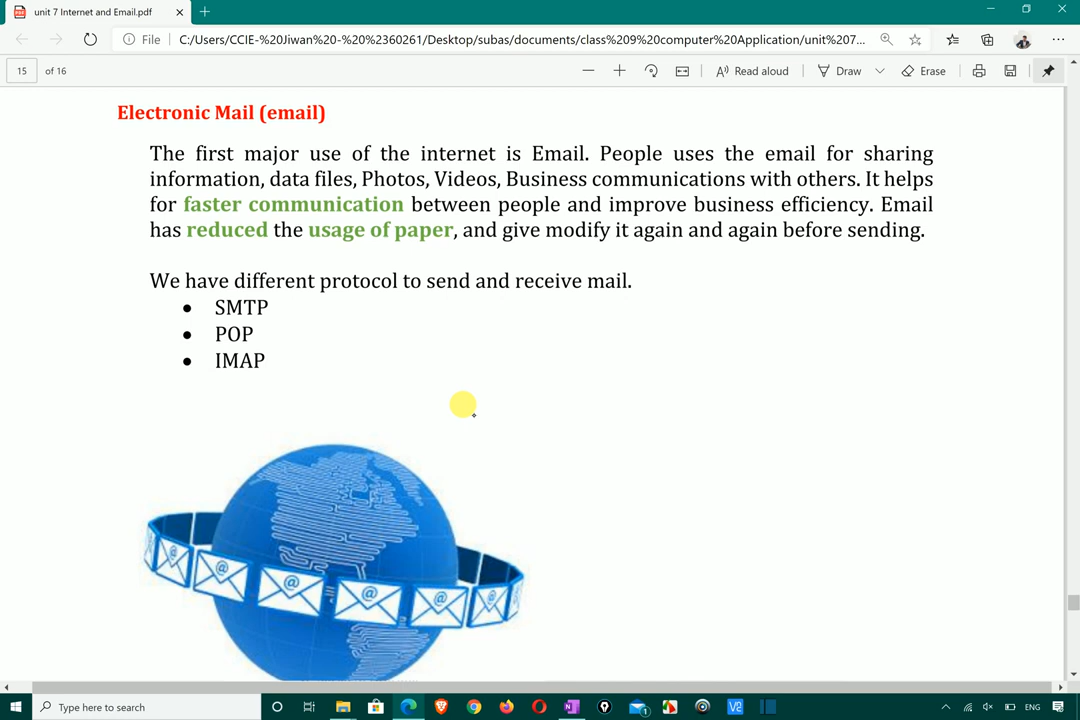 unit 7 Internet and Email.pdf
File
C:/Users/CCIE-%20Jiwan%20-%20%2360261/Desktop/subas/documents/class%209%20computer%20Application/unit%207...
15 of 16
Read aloud
Draw
Erase
Electronic Mail (email)
The first major use of the internet is Email. People uses the email for sharing
information, data files, Photos, Videos, Business communications with others. It helps
for faster communication between people and improve business efficiency. Email
has reduced the usage of paper, and give modify it again and again before sending.
We have different protocol to send and receive mail.
• SMTP
• POP
• IMAP
@ @ @ @ @ @
Type here to search
1
ENG